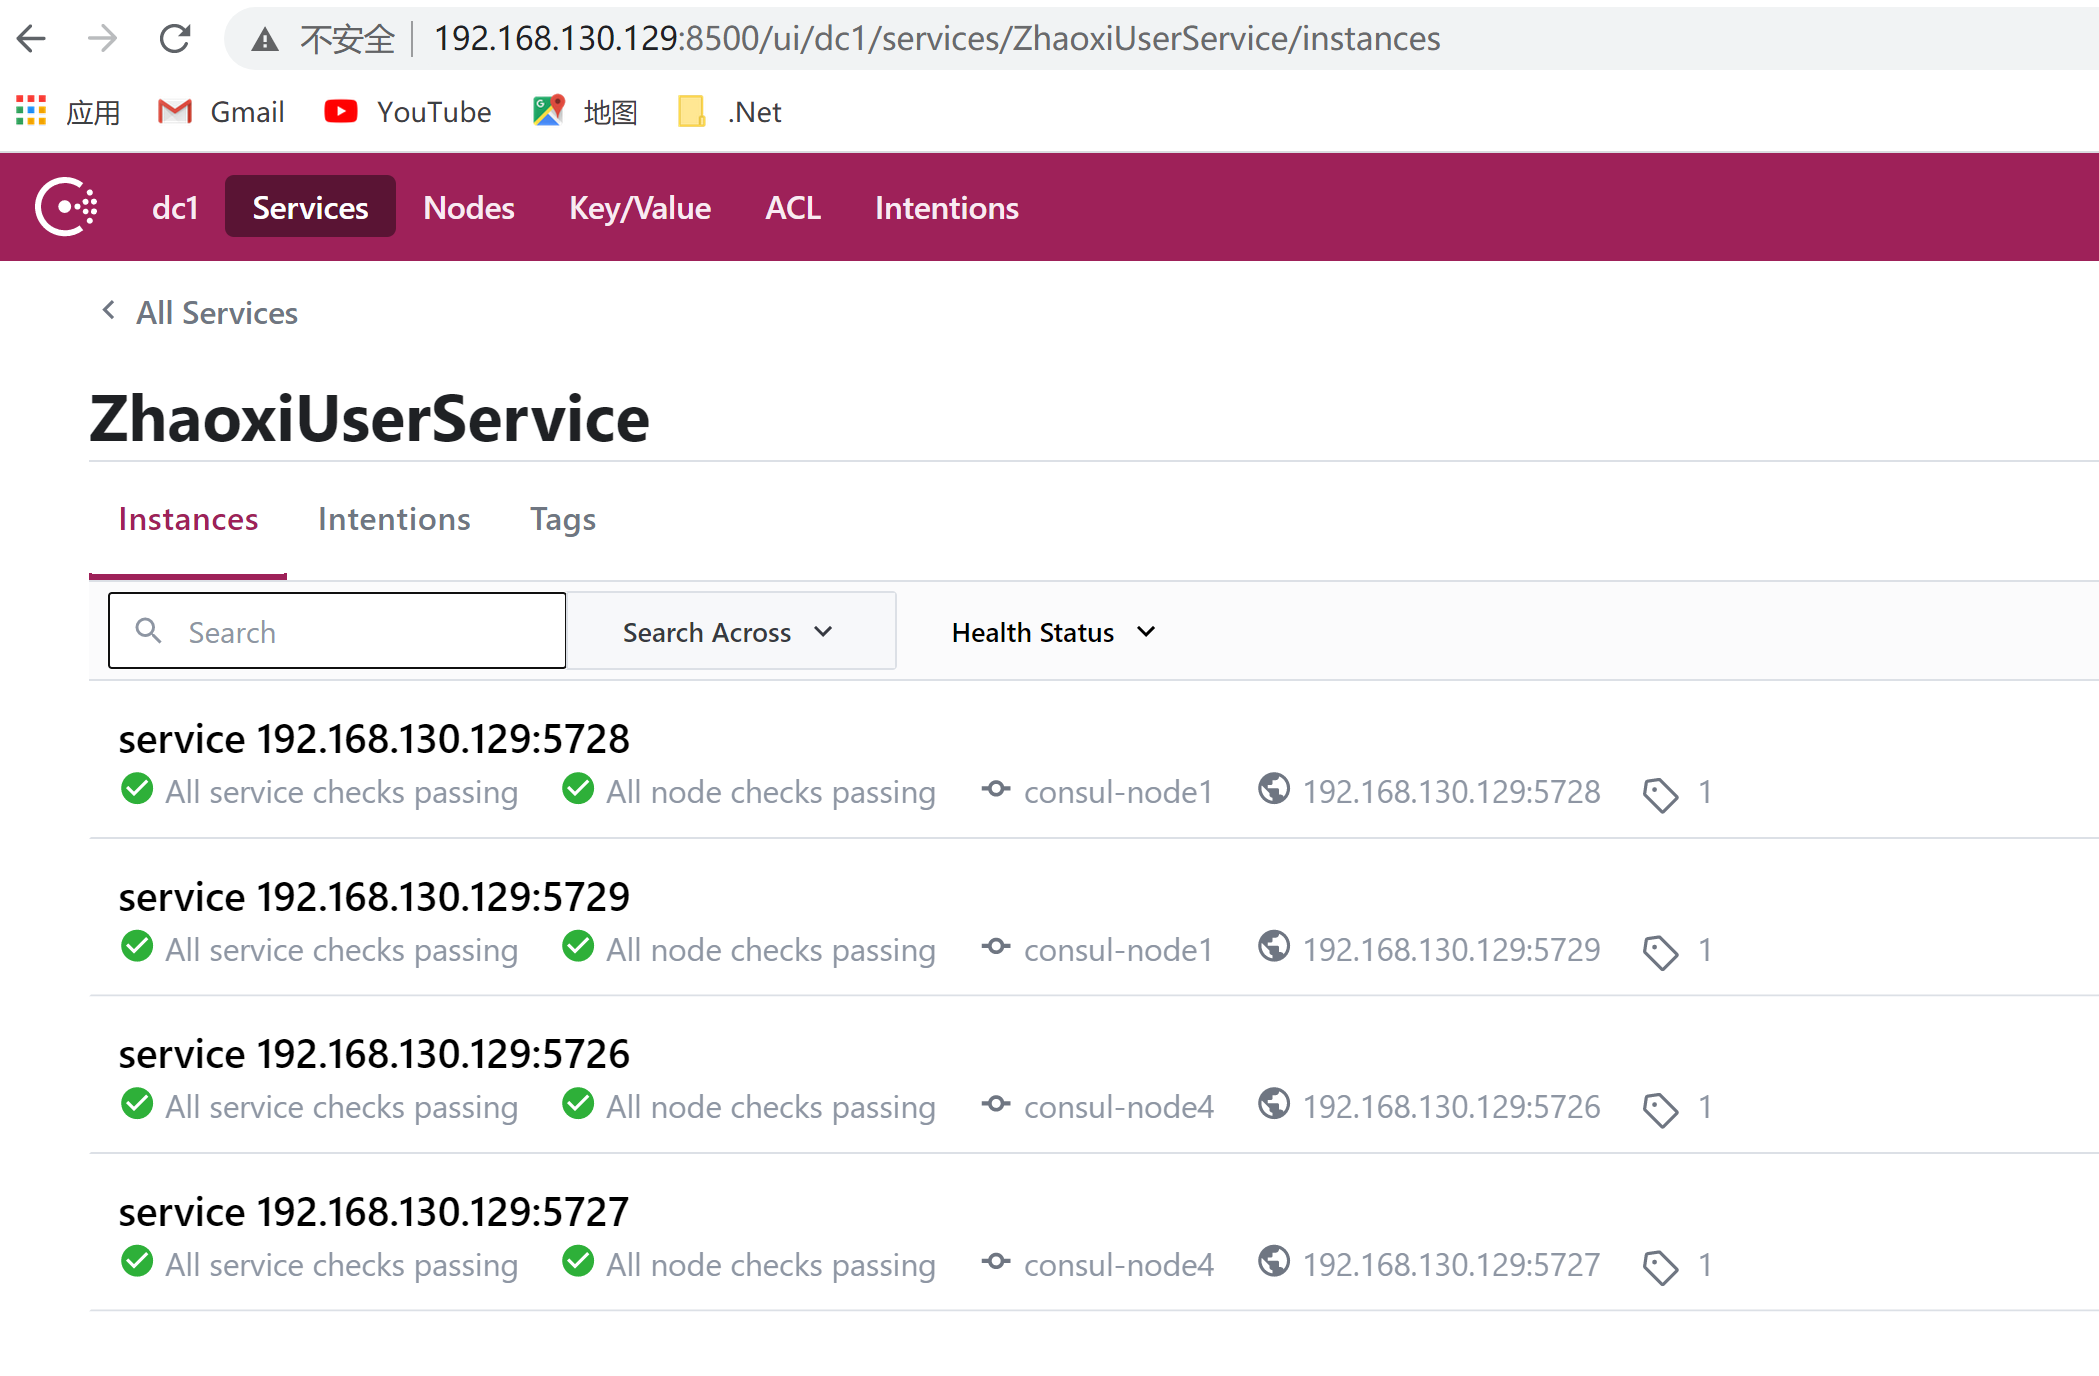 不安全 192.168.130.129:8500/ui/dc1/services/ZhaoxiUserService/instances
应用 Gmail YouTube 地图 .Net
dc1 Services Nodes Key/Value ACL Intentions
All Services
ZhaoxiUserService
Instances Intentions Tags
Search Search Across Health Status
service 192.168.130.129:5728
All service checks passing All node checks passing consul-node1 192.168.130.129:5728 1
service 192.168.130.129:5729
All service checks passing All node checks passing consul-node1 192.168.130.129:5729 1
service 192.168.130.129:5726
All service checks passing All node checks passing consul-node4 192.168.130.129:5726 1
service 192.168.130.129:5727
All service checks passing All node checks passing consul-node4 192.168.130.129:5727 1